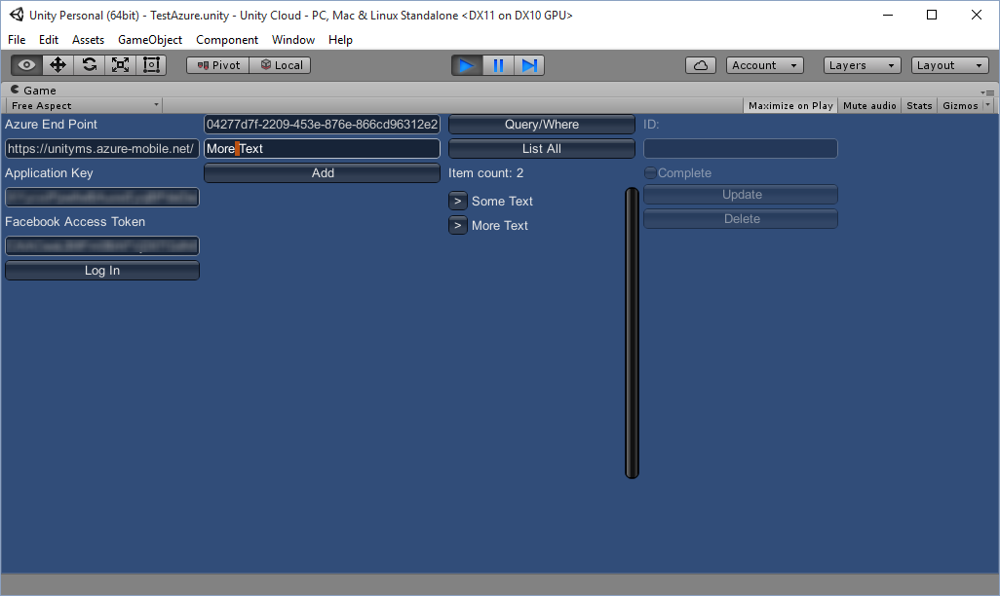 Unity Personal (64bit) - TestAzure.unity - Unity Cloud - PC, Mac & Linux Standalone <DX11 on DX10 GPU>
File Edit Assets GameObject Component Window Help
Pivot Local Account Layers Layout
Game
Free Aspect Maximize on Play Mute audio Stats Gizmos
Azure End Point 04277d7f-2209-453e-876e-866cd96312e2 Query/Where ID:
https://unityms.azure-mobile.net/ More Text List All
Application Key Add Item count: 2 Complete
Update
> Some Text
Facebook Access Token > More Text Delete
Log In